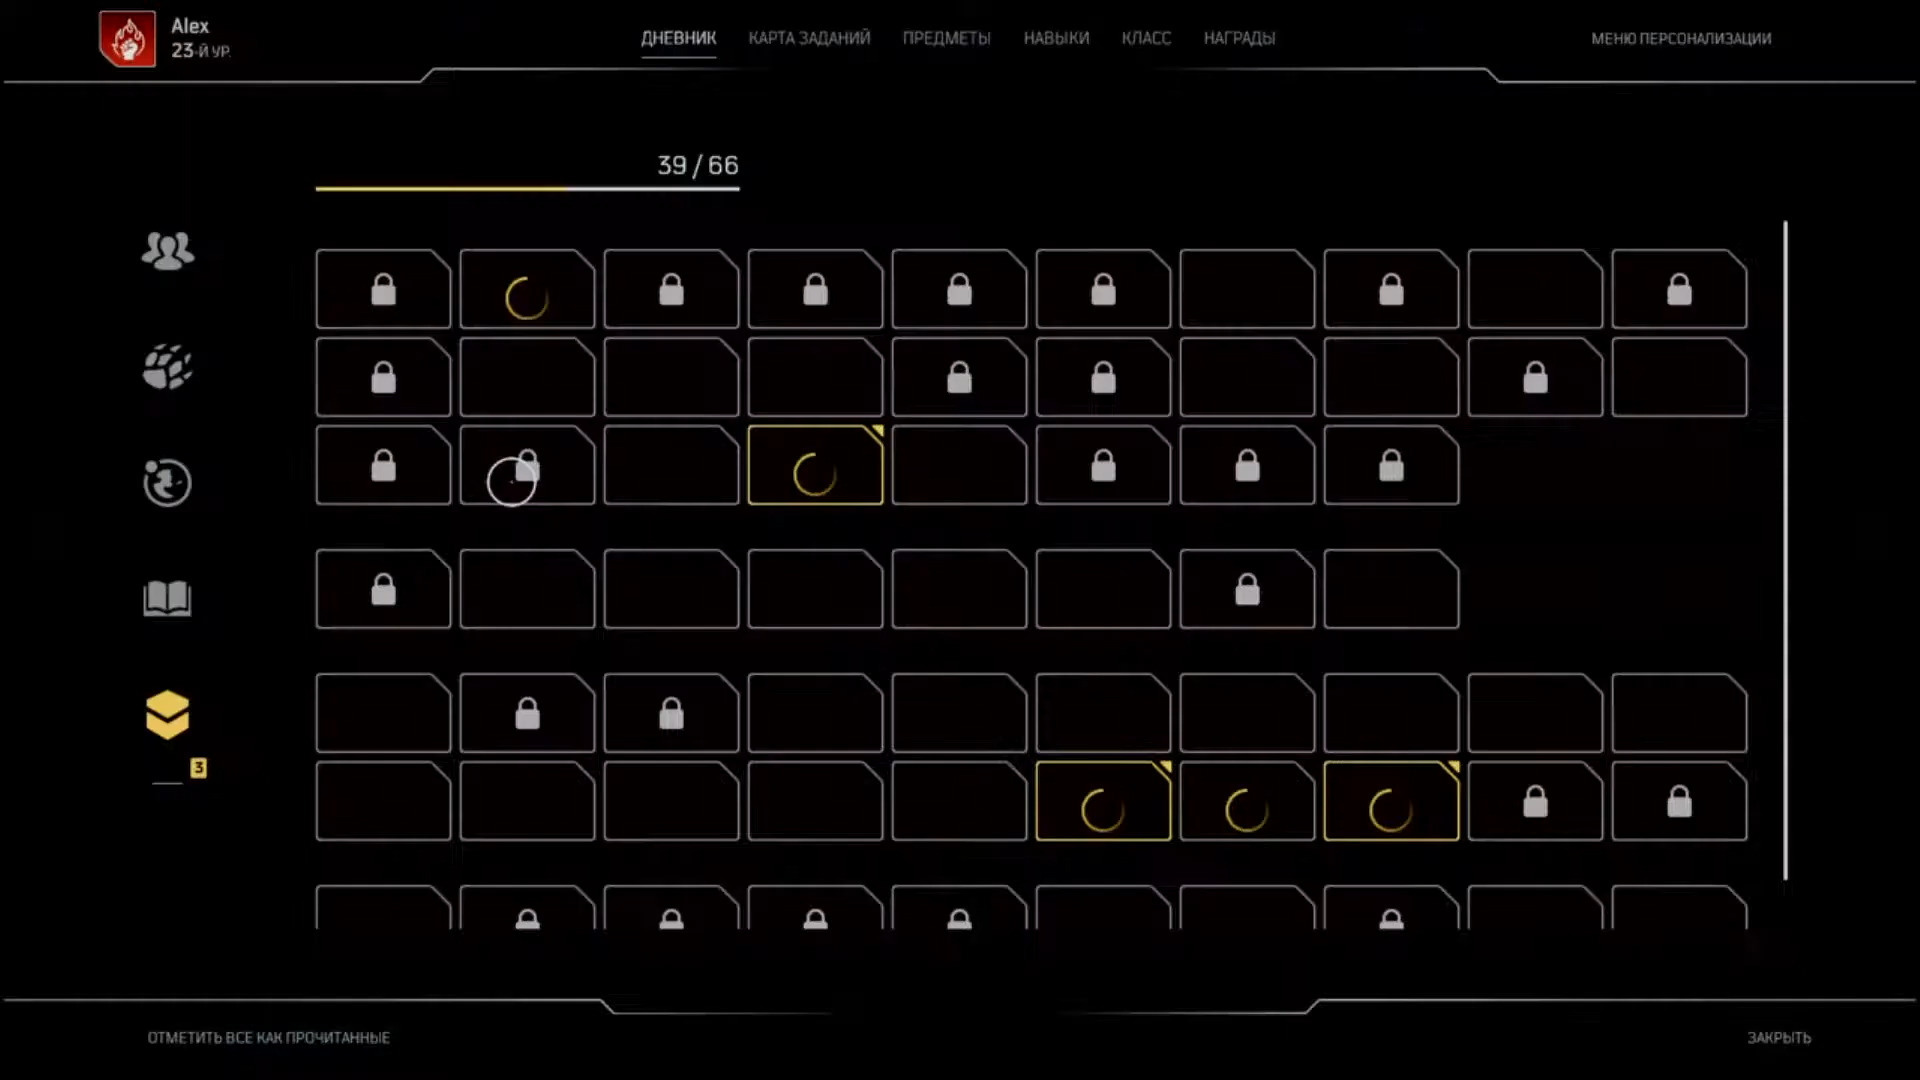 Alex
23-Й УР.
ДНЕВНИК
КАРТА ЗАДАНИЙ
ПРЕДМЕТЫ
НАВЫКИ
КЛАСС
НАГРАДЫ
МЕНЮ ПЕРСОНАЛИЗАЦИИ
39 / 66
3
ОТМЕТИТЬ ВСЕ КАК ПРОЧИТАННЫЕ
ЗАКРЫТЬ